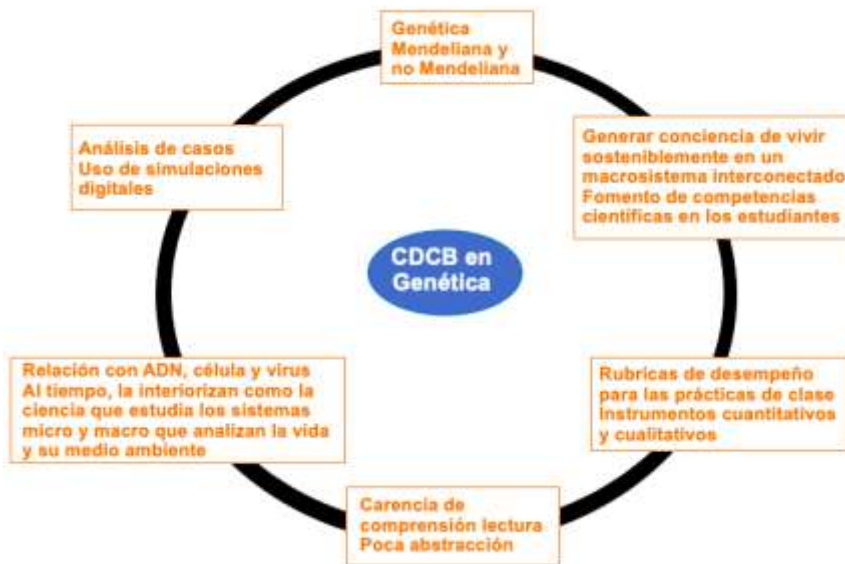 Genética
Mendeliana y
no Mendeliana
Análisis de casos
Uso de simulaciones
digitales
Generar conciencia de vivir
sosteniblemente en un
macrosistema interconectado
Fomento de competencias
científicas en los estudiantes
CDCB en
Genética
Relación con ADN, célula y virus
Al tiempo, la interiorizan como la
ciencia que estudia los sistemas
micro y macro que analizan la vida
y su medio ambiente
Rubricas de desempeño
para las prácticas de clase
Instrumentos cuantitativos
y cualitativos
Carencia de
comprensión lectura
Poca abstracción